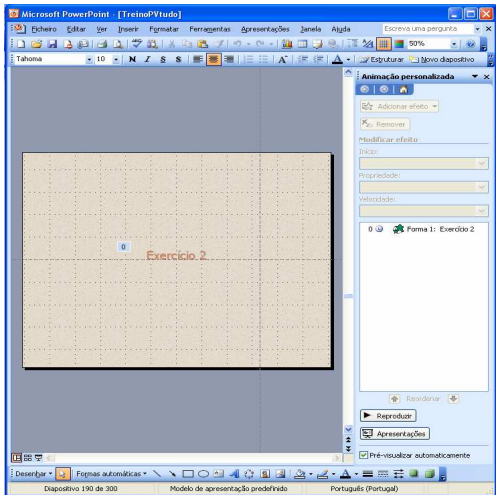 Microsoft PowerPoint - [TreinoPVtudo]
Ficheiro Editar Ver Inserir Formatar Ferramentas Apresentações Janela Ajuda Escreva uma pergunta
50%
Tahoma 10 N I S S A A Estruturar Novo diapositivo
Animação personalizada
Adicionar efeito
Remover
Modificar efeito
Início:
Propriedade:
Velocidade:
0 Forma 1: Exercício 2
0
Exercício 2
Reordenar
Reproduzir
Apresentações
Pré-visualizar automaticamente
Desenhar Formas automáticas
Diapositivo 190 de 300 Modelo de apresentação predefinido Português (Portugal)